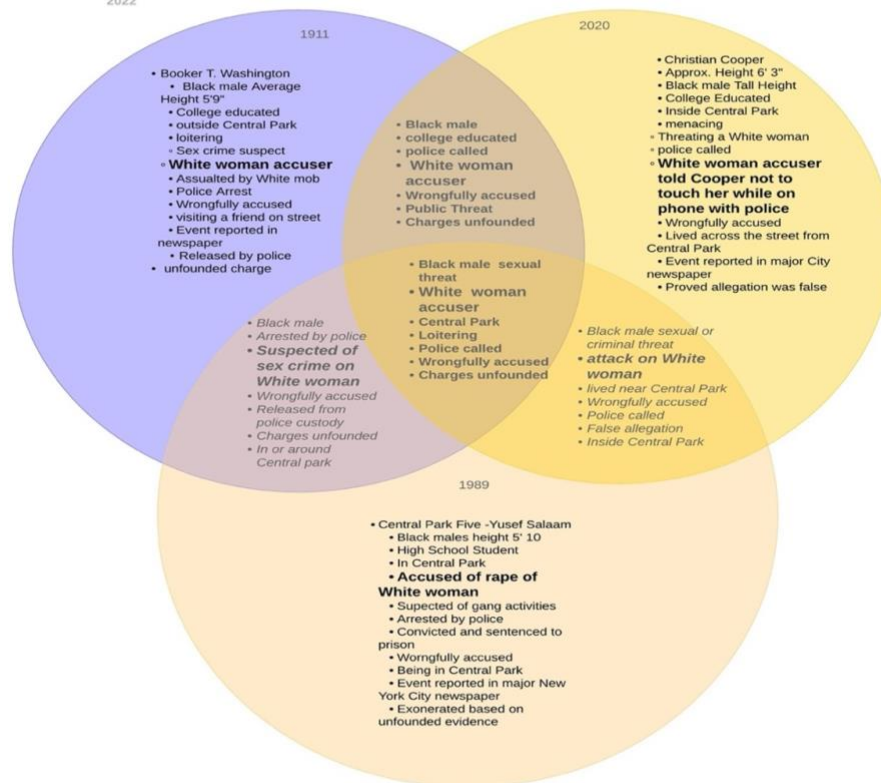 2022
1911
• Booker T. Washington
• Black male Average
Height 5'9"
• College educated
• outside Central Park
• loitering
◦ Sex crime suspect
◦ White woman accuser
• Assualted by White mob
• Police Arrest
• Wrongfully accused
• visiting a friend on street
• Event reported in
newspaper
• Released by police
• unfounded charge
• Black male
• college educated
• police called
• White woman
accuser
• Wrongfully accused
• Public Threat
• Charges unfounded
2020
• Christian Cooper
• Approx. Height 6' 3"
• Black male Tall Height
• College Educated
• Inside Central Park
• menacing
◦ Threating a White woman
◦ police called
◦ White woman accuser
told Cooper not to
touch her while on
phone with police
• Wrongfully accused
• Lived across the street from
Central Park
• Event reported in major City
newspaper
• Proved allegation was false
• Black male sexual
threat
• White woman
accuser
• Central Park
• Loitering
• Police called
• Wrongfully accused
• Charges unfounded
• Black male
• Arrested by police
• Suspected of
sex crime on
White woman
• Wrongfully accused
• Released from
police custody
• Charges unfounded
• In or around
Central park
• Black male sexual or
criminal threat
• attack on White
woman
• lived near Central Park
• Wrongfully accused
• Police called
• False allegation
• Inside Central Park
1989
• Central Park Five -Yusef Salaam
• Black males height 5' 10
• High School Student
• In Central Park
• Accused of rape of
White woman
• Supected of gang activities
• Arrested by police
• Convicted and sentenced to
prison
• Worngfully accused
• Being in Central Park
• Event reported in major New
York City newspaper
• Exonerated based on
unfounded evidence